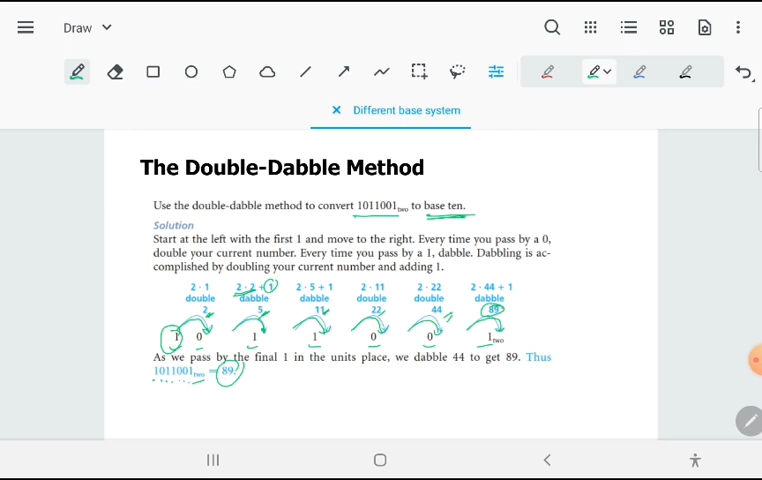 Draw
Different base system
The Double-Dabble Method
Use the double-dabble method to convert 1011001two to base ten.
Solution
Start at the left with the first 1 and move to the right. Every time you pass by a 0,
double your current number. Every time you pass by a 1, dabble. Dabbling is ac-
complished by doubling your current number and adding 1.
2 · 1 2 · 2 + 1 2 · 5 + 1 2 · 11 2 · 22 2 · 44 + 1
double dabble dabble double double dabble
2 5 11 22 44 89
1 0 1 1 0 0 1two
As we pass by the final 1 in the units place, we dabble 44 to get 89. Thus
1011001two = 89.